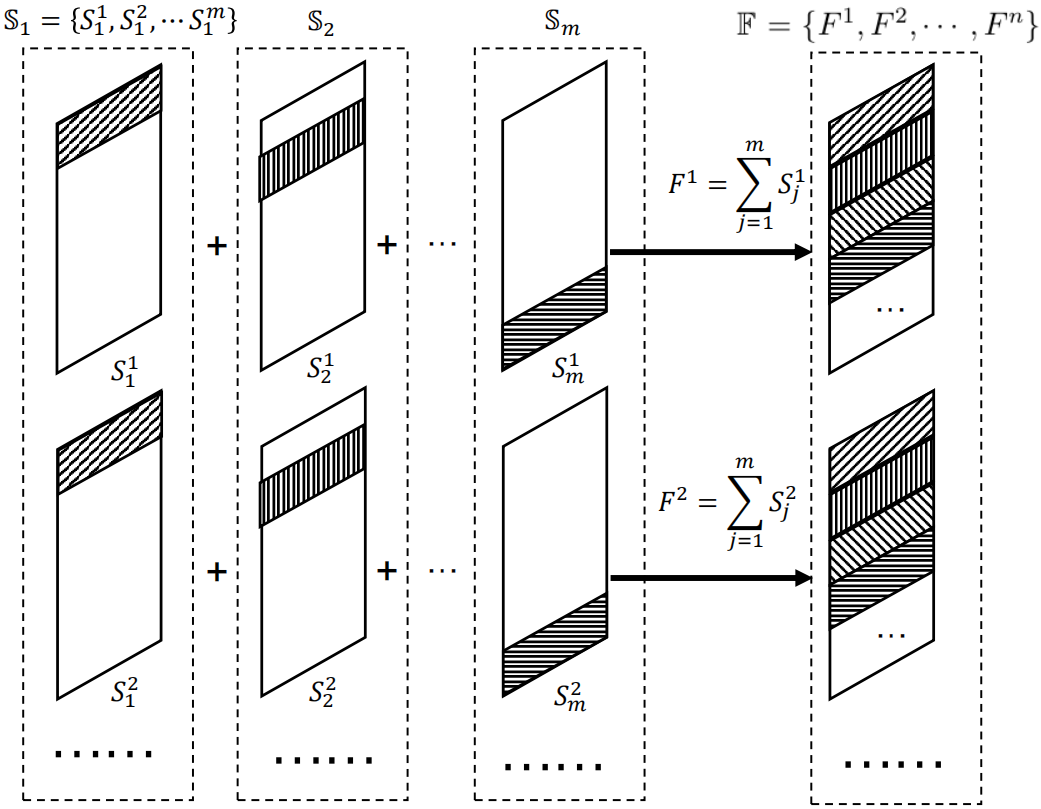 𝕊₁ = {S₁¹, S₁², ⋯ S₁ᵐ}
𝕊₂
𝕊ₘ
𝔽 = {F¹, F², ⋯ , Fⁿ}
F¹ = ∑ⱼ₌₁ᵐ Sⱼ¹
+
+
⋯
⋯
S₁¹
S₂¹
Sₘ¹
F² = ∑ⱼ₌₁ᵐ Sⱼ²
+
+
⋯
⋯
S₁²
S₂²
Sₘ²
······
······
······
······